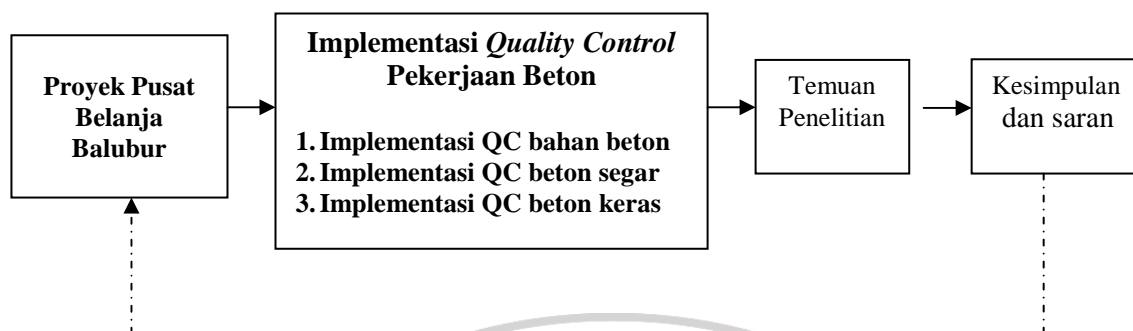 Proyek Pusat
Belanja
Balubur
Implementasi Quality Control
Pekerjaan Beton
1. Implementasi QC bahan beton
2. Implementasi QC beton segar
3. Implementasi QC beton keras
Temuan
Penelitian
Kesimpulan
dan saran